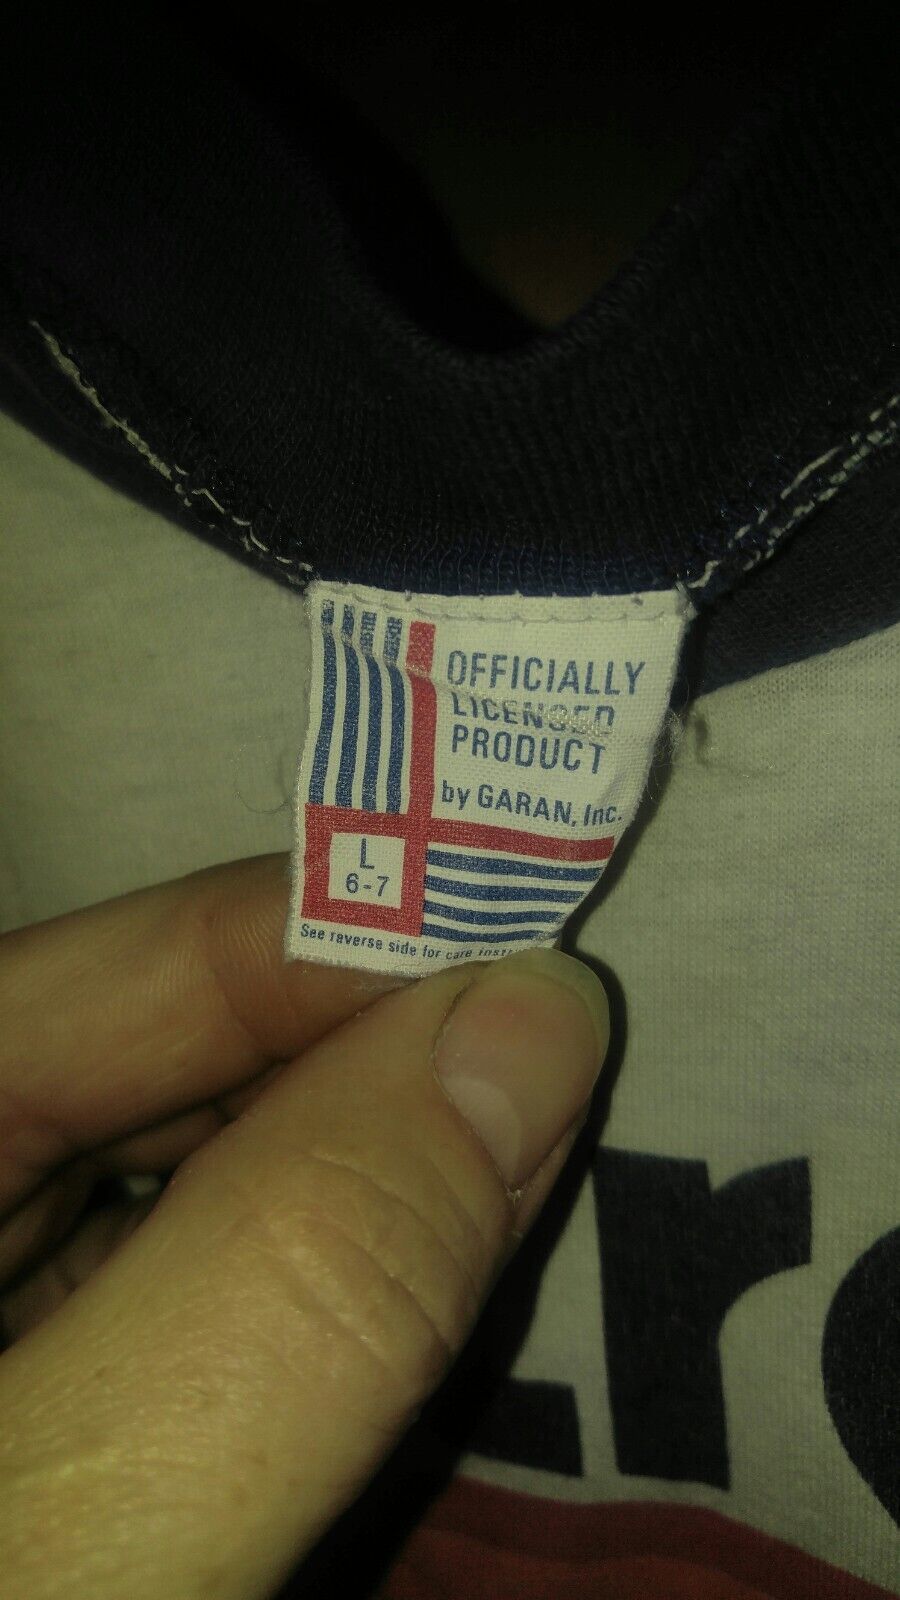 OFFICIALLY
LICENSED
PRODUCT
by GARAN, Inc.
L
6-7
See reverse side for care